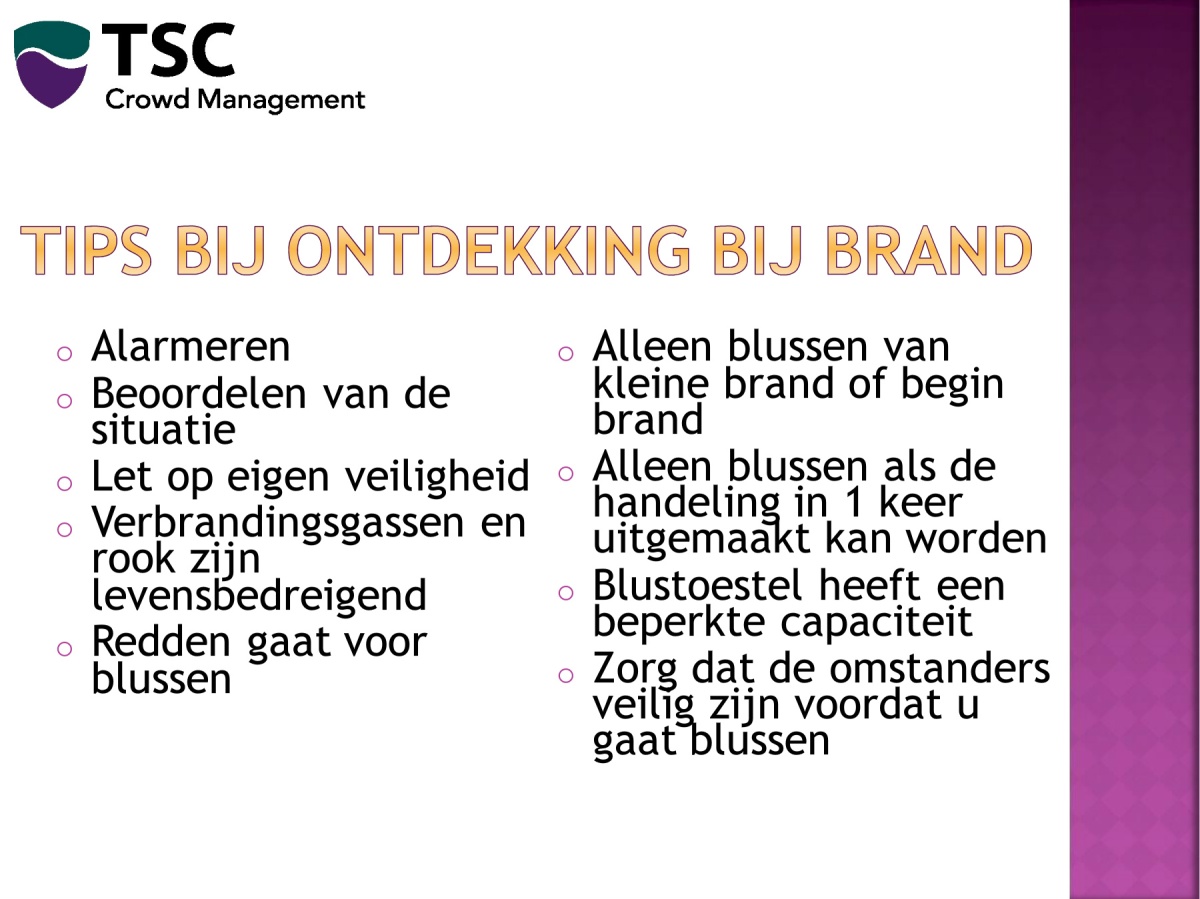 TSC
Crowd Management
TIPS BIJ ONTDEKKING BIJ BRAND
o Alarmeren
o Beoordelen van de
situatie
o Let op eigen veiligheid
o Verbrandingsgassen en
rook zijn
levensbedreigend
o Redden gaat voor
blussen
o Alleen blussen van
kleine brand of begin
brand
o Alleen blussen als de
handeling in 1 keer
uitgemaakt kan worden
o Blustoestel heeft een
beperkte capaciteit
o Zorg dat de omstanders
veilig zijn voordat u
gaat blussen